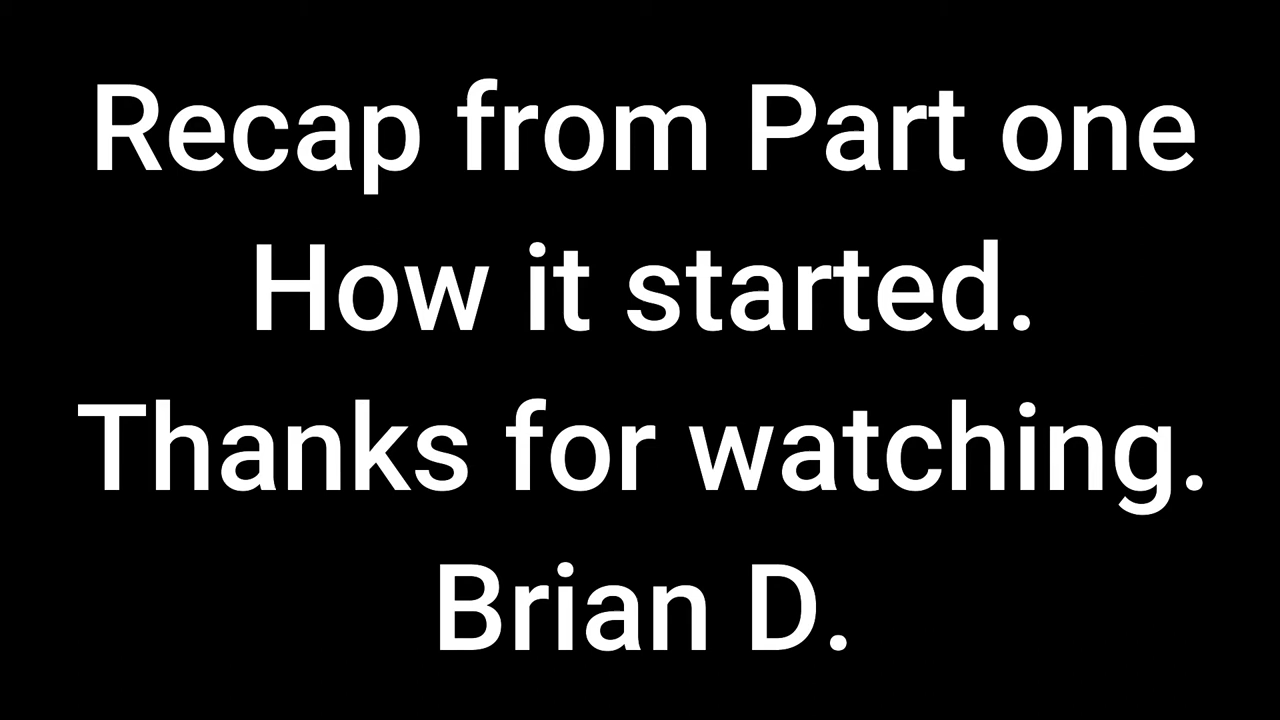 Recap from Part one
How it started.
Thanks for watching.
Brian D.